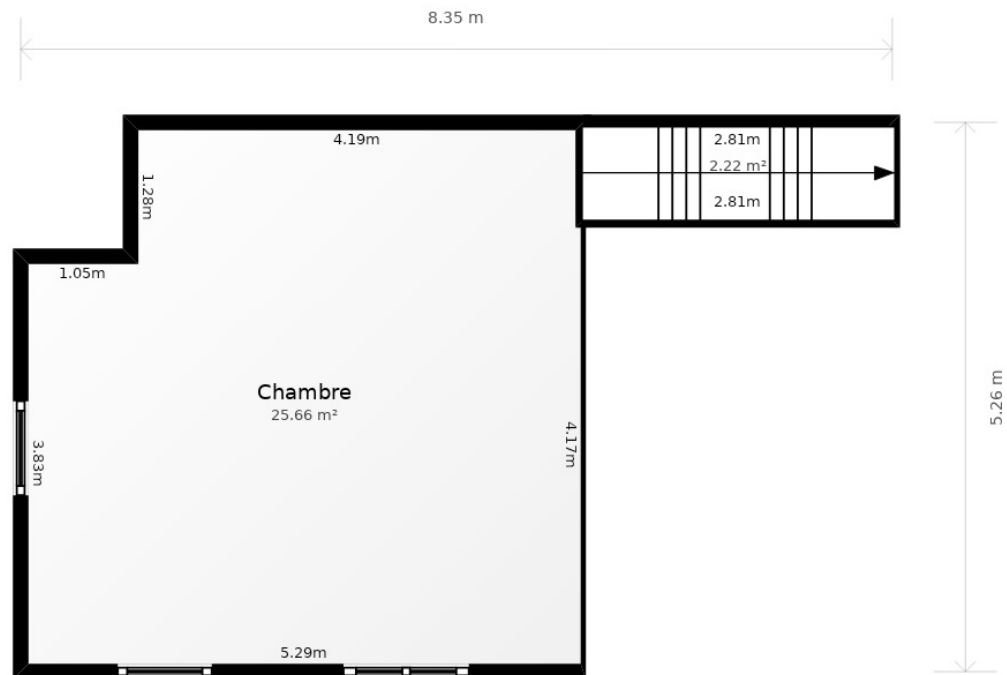 8.35 m
4.19m
2.81m
2.22 m²
2.81m
1.28m
1.05m
Chambre
25.66 m²
3.83m
4.17m
5.26 m
5.29m